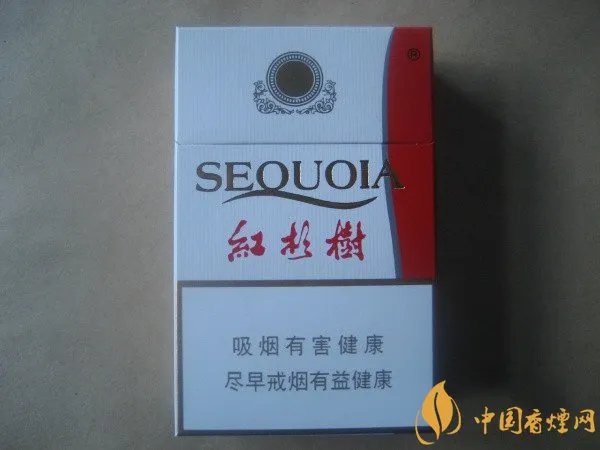 ®
SEQUOIA
紅杉樹
吸烟有害健康
尽早戒烟有益健康
中国香烟网